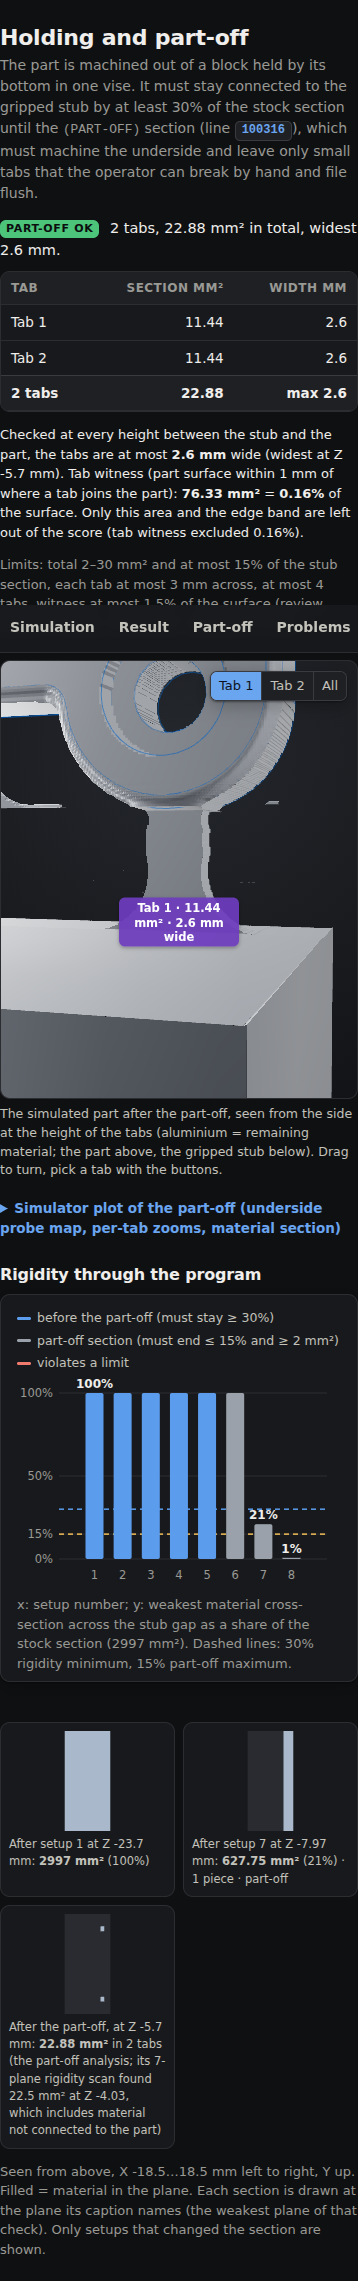 Holding and part-off
The part is machined out of a block held by its
bottom in one vise. It must stay connected to the
gripped stub by at least 30% of the stock section
until the (PART-OFF) section (line 100316), which
must machine the underside and leave only small
tabs that the operator can break by hand and file
flush.
PART-OFF OK 2 tabs, 22.88 mm² in total, widest
2.6 mm.
TAB SECTION MM² WIDTH MM
Tab 1 11.44 2.6
Tab 2 11.44 2.6
2 tabs 22.88 max 2.6
Checked at every height between the stub and the
part, the tabs are at most 2.6 mm wide (widest at Z
-5.7 mm). Tab witness (part surface within 1 mm of
where a tab joins the part): 76.33 mm² = 0.16% of
the surface. Only this area and the edge band are left
out of the score (tab witness excluded 0.16%).
Limits: total 2–30 mm² and at most 15% of the stub
section, each tab at most 3 mm across, at most 4
tabs, witness at most 1.5% of the surface (review
Simulation Result Part-off Problems
Tab 1 Tab 2 All
Tab 1 · 11.44
mm² · 2.6 mm
wide
The simulated part after the part-off, seen from the side
at the height of the tabs (aluminium = remaining
material; the part above, the gripped stub below). Drag
to turn, pick a tab with the buttons.
▶ Simulator plot of the part-off (underside
probe map, per-tab zooms, material section)
Rigidity through the program
before the part-off (must stay ≥ 30%)
part-off section (must end ≤ 15% and ≥ 2 mm²)
violates a limit
100%
100%
50%
21%
15%
1%
0%
1 2 3 4 5 6 7 8
x: setup number; y: weakest material cross-
section across the stub gap as a share of the
stock section (2997 mm²). Dashed lines: 30%
rigidity minimum, 15% part-off maximum.
After setup 1 at Z -23.7
mm: 2997 mm² (100%)
After setup 7 at Z -7.97
mm: 627.75 mm² (21%) ·
1 piece · part-off
After the part-off, at Z -5.7
mm: 22.88 mm² in 2 tabs
(the part-off analysis; its 7-
plane rigidity scan found
22.5 mm² at Z -4.03,
which includes material
not connected to the part)
Seen from above, X -18.5…18.5 mm left to right, Y up.
Filled = material in the plane. Each section is drawn at
the plane its caption names (the weakest plane of that
check). Only setups that changed the section are
shown.